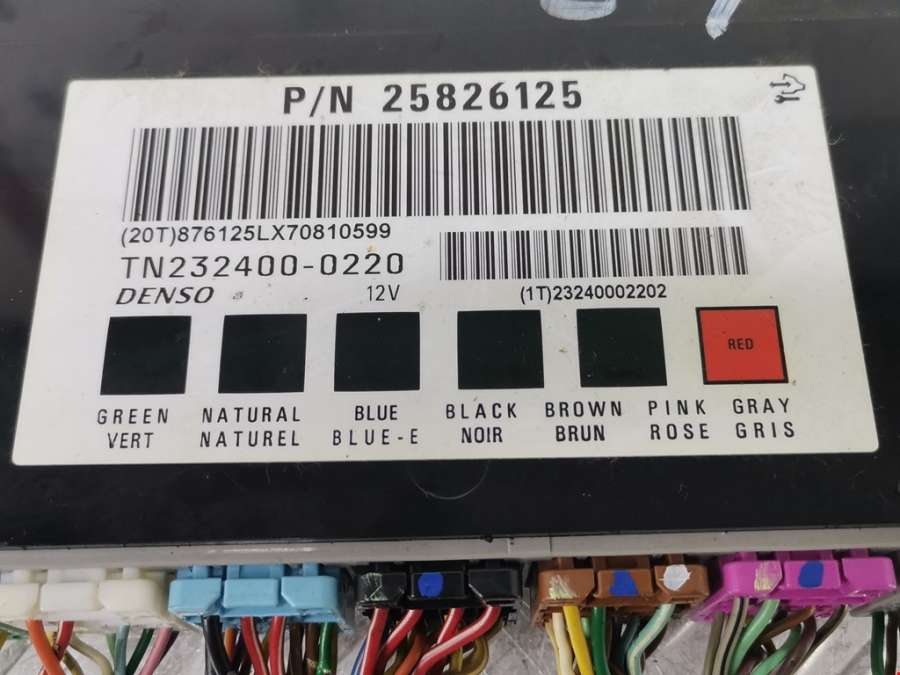 P/N 25826125
(20T)876125LX70810599
TN232400-0220
DENSO 12V
(1T)23240002202
RED
GREEN NATURAL BLUE BLACK BROWN PINK GRAY
VERT NATUREL BLUE-E NOIR BRUN ROSE GRIS